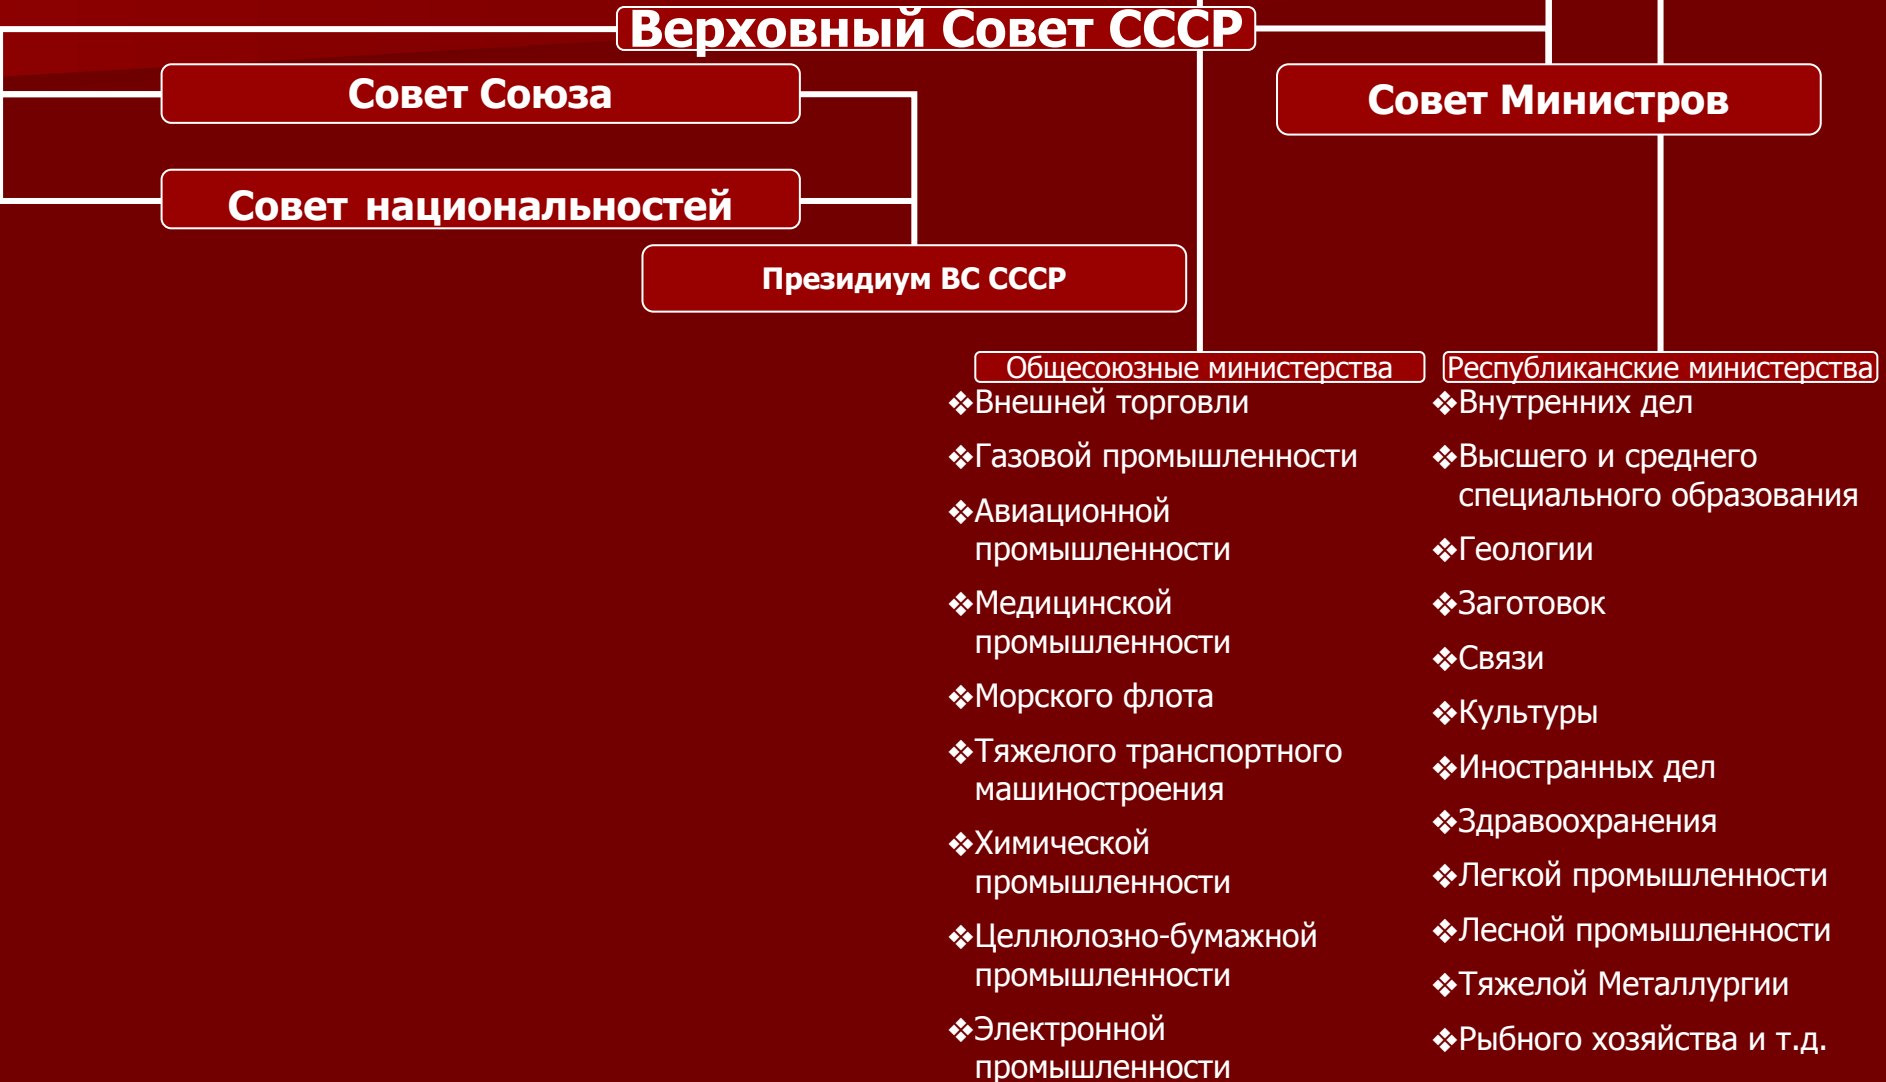 Верховный Совет СССР
Совет Союза
Совет Министров
Совет национальностей
Президиум ВС СССР
Общесоюзные министерства
❖Внешней торговли
❖Газовой промышленности
❖Авиационной
промышленности
❖Медицинской
промышленности
❖Морского флота
❖Тяжелого транспортного
машиностроения
❖Химической
промышленности
❖Целлюлозно-бумажной
промышленности
❖Электронной
промышленности
Республиканские министерства
❖Внутренних дел
❖Высшего и среднего
специального образования
❖Геологии
❖Заготовок
❖Связи
❖Культуры
❖Иностранных дел
❖Здравоохранения
❖Легкой промышленности
❖Лесной промышленности
❖Тяжелой Металлургии
❖Рыбного хозяйства и т.д.